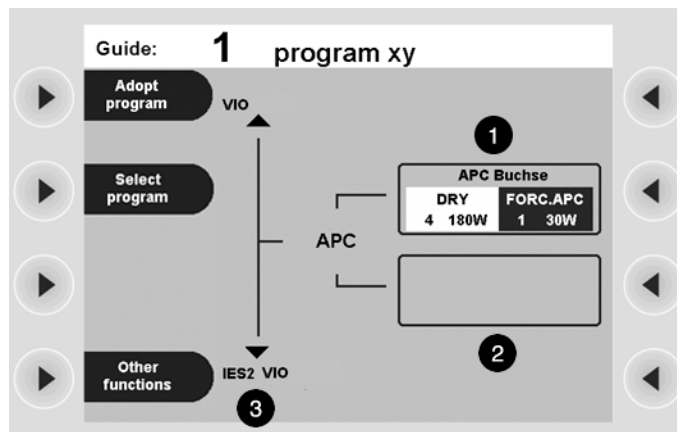 Guide: 1 program xy
Adopt
program
VIO
1
Select
program
APC Buchse
DRY FORC.APC
4 180W 1 30W
APC
2
Other
functions
IES2 VIO
3